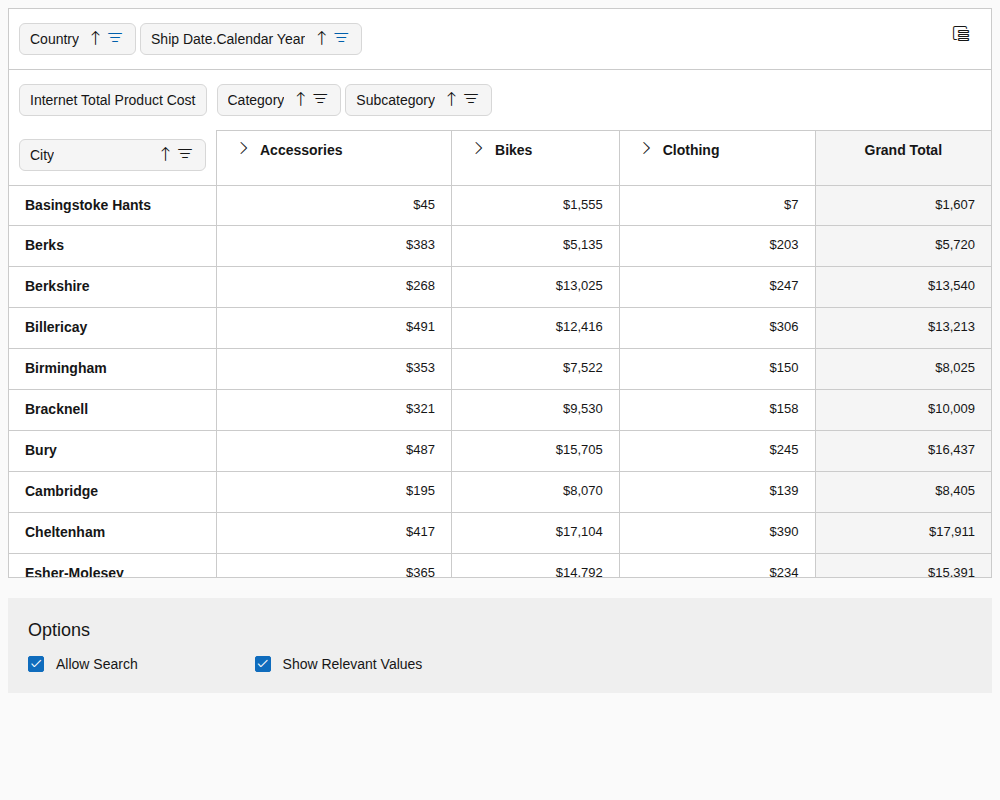 Country Ship Date.Calendar Year
Internet Total Product Cost Category Subcategory
City Accessories Bikes Clothing Grand Total
Basingstoke Hants $45 $1,555 $7 $1,607
Berks $383 $5,135 $203 $5,720
Berkshire $268 $13,025 $247 $13,540
Billericay $491 $12,416 $306 $13,213
Birmingham $353 $7,522 $150 $8,025
Bracknell $321 $9,530 $158 $10,009
Bury $487 $15,705 $245 $16,437
Cambridge $195 $8,070 $139 $8,405
Cheltenham $417 $17,104 $390 $17,911
Esher-Molesey $365 $14,792 $234 $15,391
Options
Allow Search Show Relevant Values